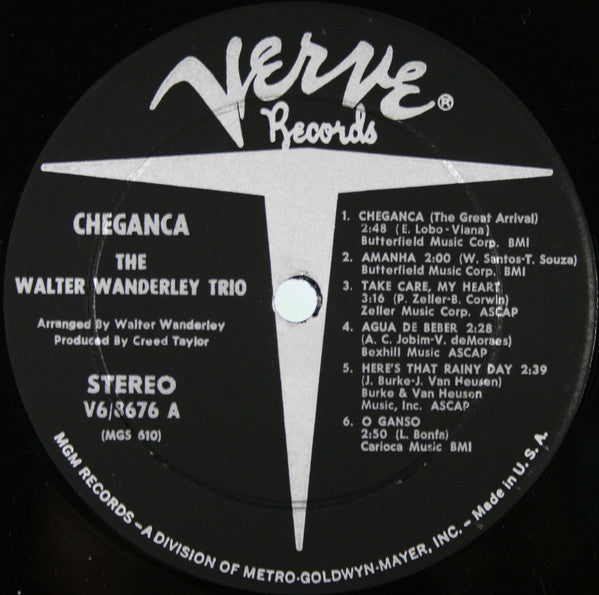 Verve®
Records
CHEGANCA
THE
WALTER WANDERLEY TRIO
Arranged By Walter Wanderley
Produced By Creed Taylor
STEREO
V6/8676 A
(MGS 610)
1. CHEGANCA (The Great Arrival)
2:48 (E. Lobo-Viana)
Butterfield Music Corp. BMI
2. AMANHA 2:00 (W. Santos-T. Souza)
Butterfield Music Corp. BMI
3. TAKE CARE, MY HEART
3:16 (P. Zeller-B. Corwin)
Zeller Music Corp. ASCAP
4. AGUA DE BEBER 2:28
(A. C. Jobim-V. deMoraes)
Bexhill Music ASCAP
5. HERE'S THAT RAINY DAY 2:39
(J. Burke-J. Van Heusen)
Burke & Van Heusen
Music, Inc. ASCAP
6. O GANSO
2:50 (L. Bonfa)
Carioca Music BMI
MGM RECORDS – A DIVISION OF METRO-GOLDWYN-MAYER, INC. – Made in U. S. A.